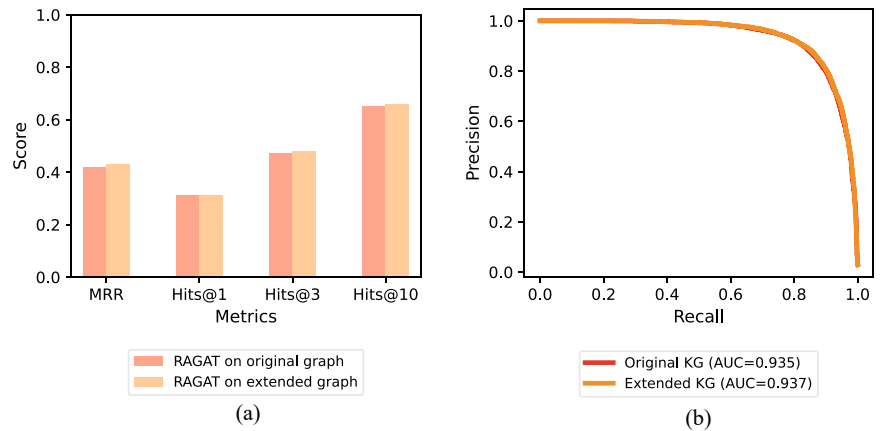 1.0
0.8
0.6
0.4
0.2
0.0
Score
MRR Hits@1 Hits@3 Hits@10
Metrics
RAGAT on original graph
RAGAT on extended graph
(a)
1.0
0.8
0.6
0.4
0.2
0.0
Precision
0.0 0.2 0.4 0.6 0.8 1.0
Recall
Original KG (AUC=0.935)
Extended KG (AUC=0.937)
(b)